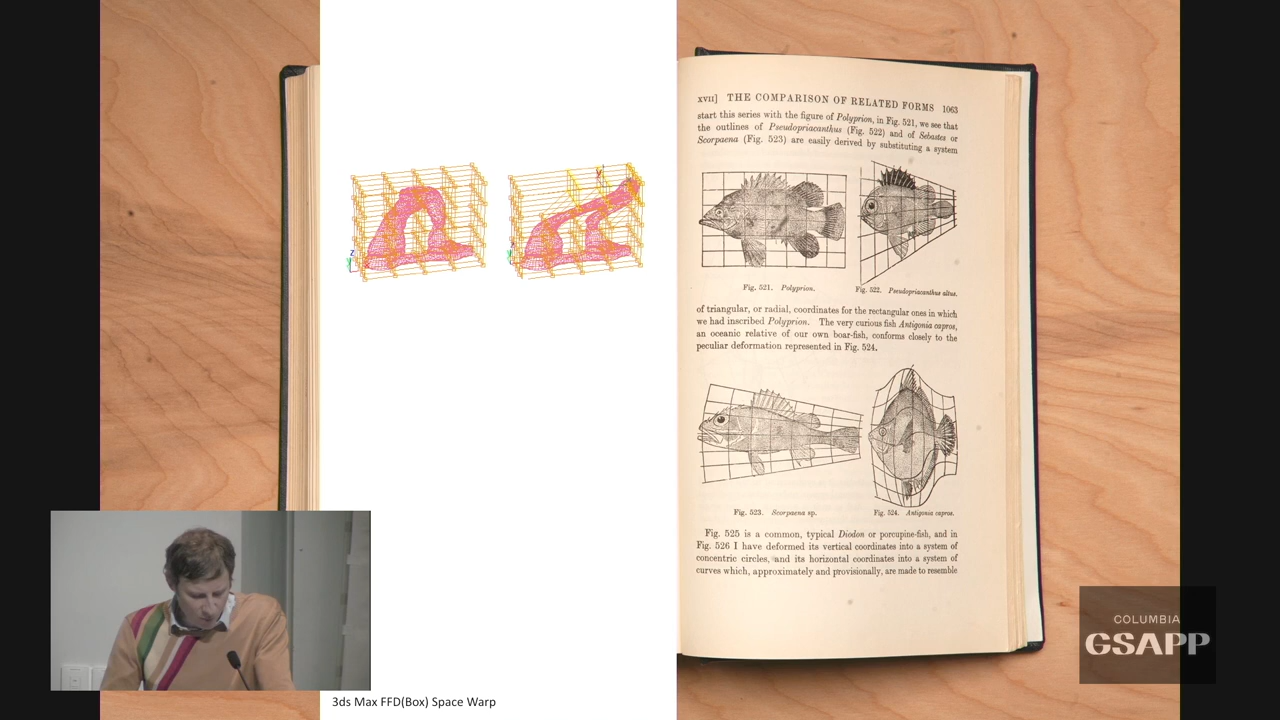 XVII] THE COMPARISON OF RELATED FORMS 1063
start this series with the figure of Polyprion, in Fig. 521, we see that
the outlines of Pseudopriacanthus (Fig. 522) and of Sebastes or
Scorpaena (Fig. 523) are easily derived by substituting a system
Fig. 521. Polyprion.
Fig. 522. Pseudopriacanthus altus.
of triangular, or radial, coordinates for the rectangular ones in which
we had inscribed Polyprion. The very curious fish Antigonia capros,
an oceanic relative of our own boar-fish, conforms closely to the
peculiar deformation represented in Fig. 524.
Fig. 523. Scorpaena sp.
Fig. 524. Antigonia capros.
Fig. 525 is a common, typical Diodon or porcupine-fish, and in
Fig. 526 I have deformed its vertical coordinates into a system of
concentric circles, and its horizontal coordinates into a system of
curves which, approximately and provisionally, are made to resemble
z
y
3ds Max FFD(Box) Space Warp
COLUMBIA
GSAPP